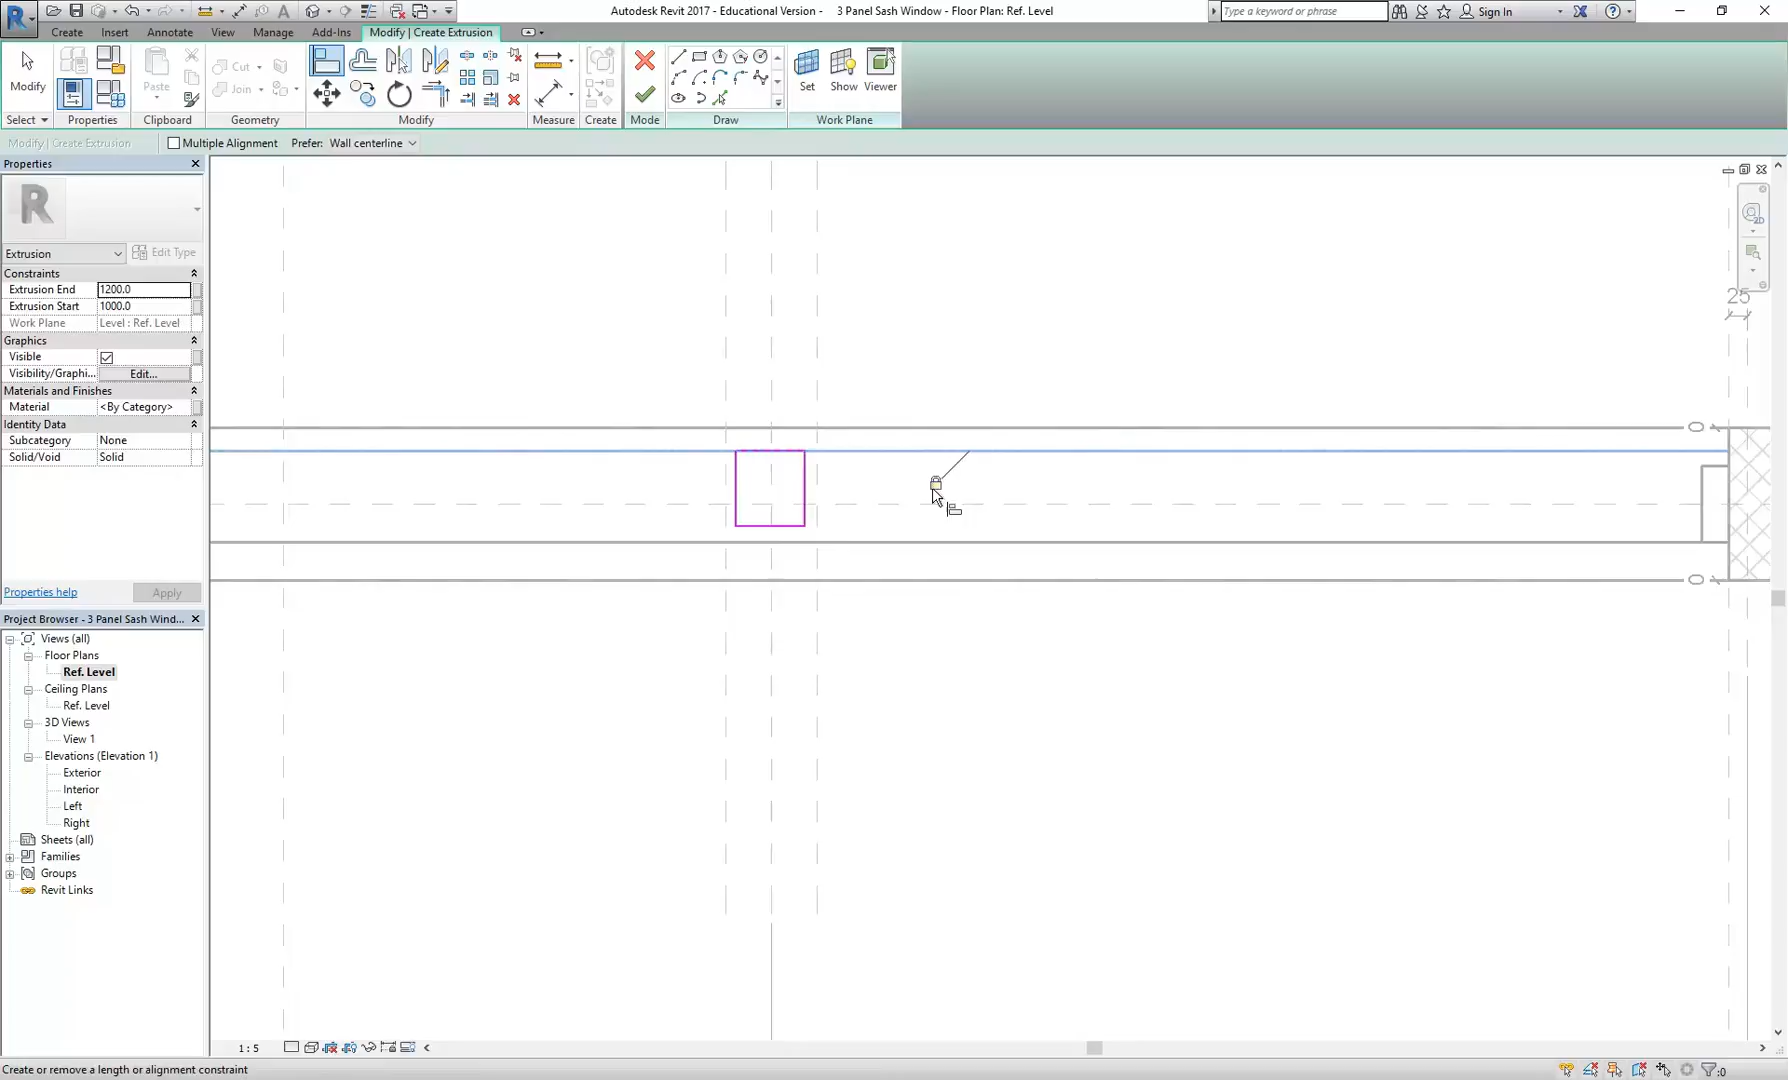 Autodesk Revit 2017 - Educational Version - 3 Panel Sash Window - Floor Plan: Ref. Level
Type a keyword or phrase
Sign In
Create Insert Annotate View Manage Add-Ins Modify | Create Extrusion
Modify
Paste
Cut
Join
Set Show Viewer
Select Properties Clipboard Geometry Modify Measure Create Mode Draw Work Plane
Modify | Create Extrusion
Multiple Alignment Prefer: Wall centerline
Properties
Extrusion
Edit Type
Constraints
Extrusion End 1200.0
Extrusion Start 1000.0
Work Plane Level : Ref. Level
Graphics
Visible
Visibility/Graphi... Edit...
Materials and Finishes
Material <By Category>
Identity Data
Subcategory None
Solid/Void Solid
Properties help
Apply
Project Browser - 3 Panel Sash Wind...
Views (all)
Floor Plans
Ref. Level
Ceiling Plans
Ref. Level
3D Views
View 1
Elevations (Elevation 1)
Exterior
Interior
Left
Right
Sheets (all)
Families
Groups
Revit Links
25
2D
1 : 5
Create or remove a length or alignment constraint
:0